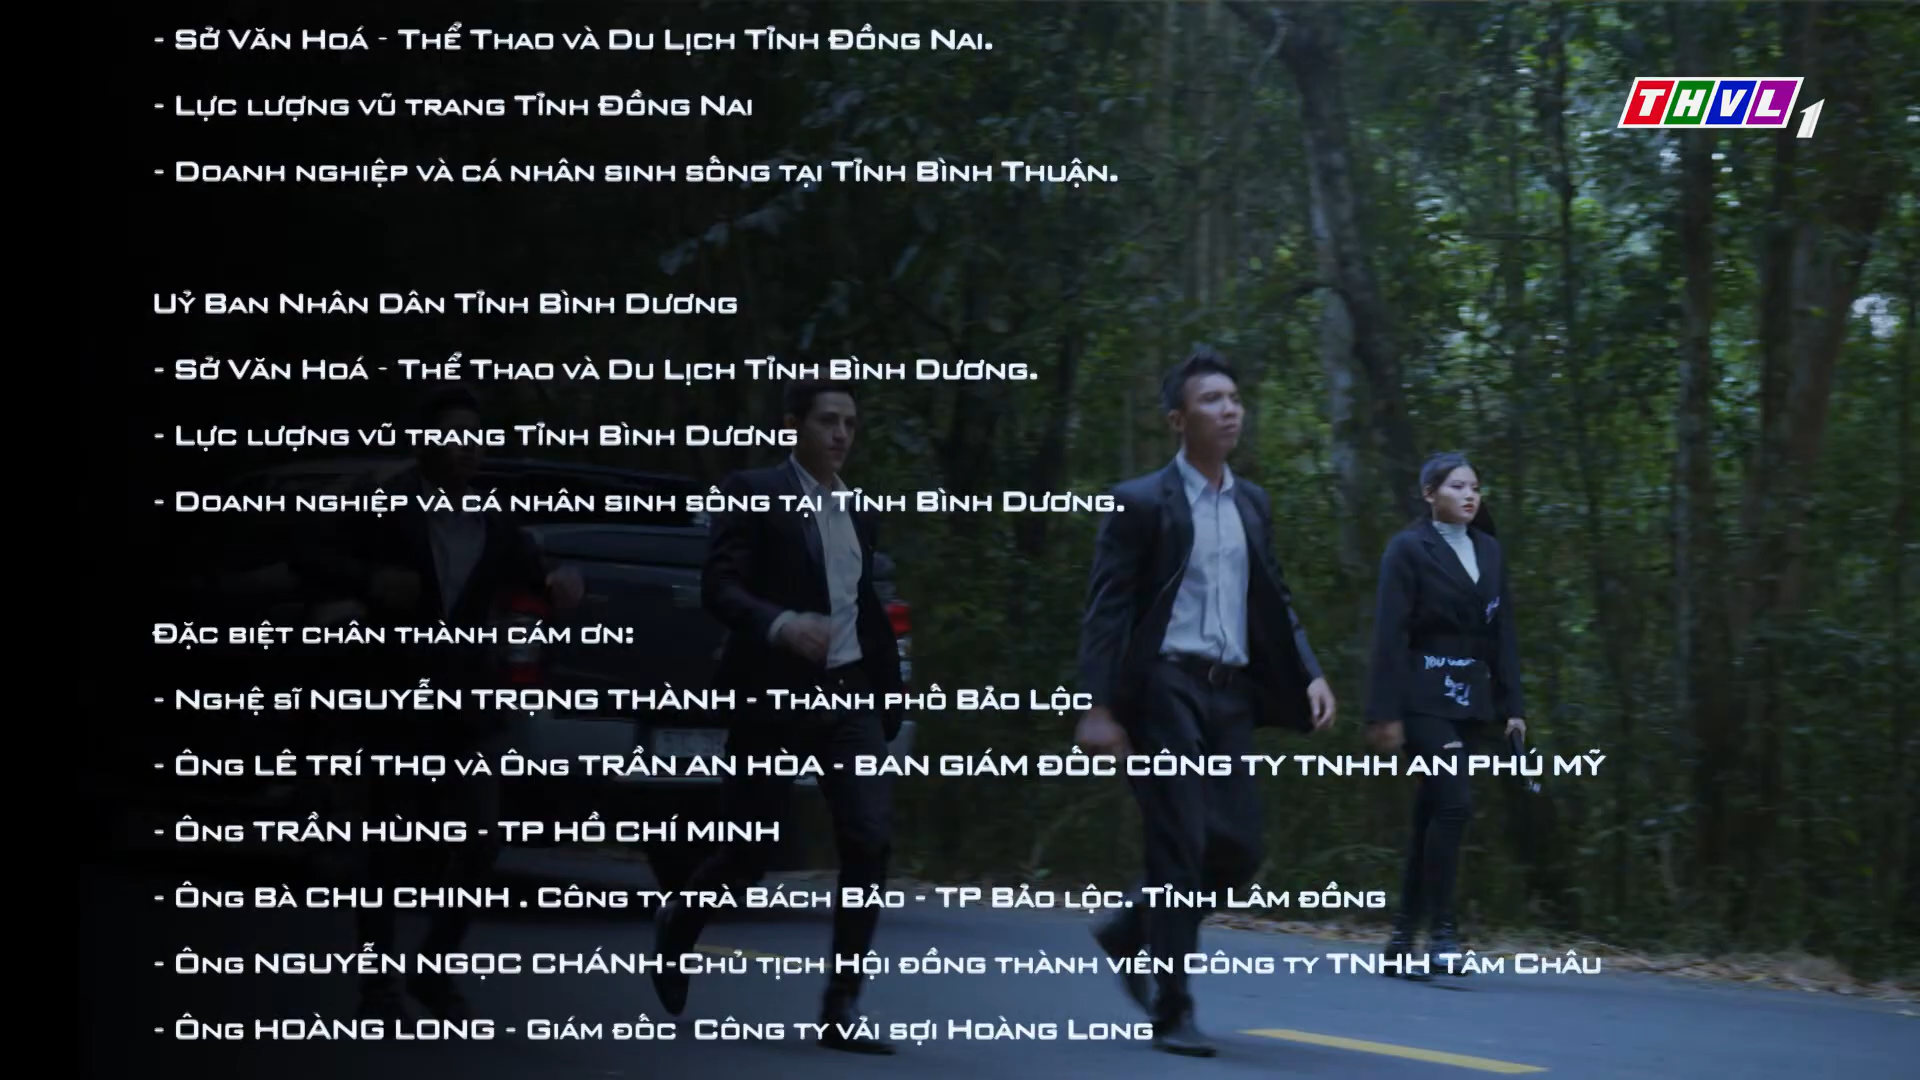 - Sở Văn Hoá - Thể Thao và Du Lịch Tỉnh Đồng Nai.
THVL 1
- Lực lượng vũ trang Tỉnh Đồng Nai
- Doanh nghiệp và cá nhân sinh sống tại Tỉnh Bình Thuận.
Uỷ Ban Nhân Dân Tỉnh Bình Dương
- Sở Văn Hoá - Thể Thao và Du Lịch Tỉnh Bình Dương.
- Lực lượng vũ trang Tỉnh Bình Dương
- Doanh nghiệp và cá nhân sinh sống tại Tỉnh Bình Dương.
Đặc biệt chân thành cám ơn:
- Nghệ sĩ NGUYỄN TRỌNG THÀNH - Thành phố Bảo Lộc
- Ông LÊ TRÍ THỌ và Ông TRẦN AN HÒA - BAN GIÁM ĐỐC CÔNG TY TNHH AN PHÚ MỸ
- Ông TRẦN HÙNG - TP HỒ CHÍ MINH
- Ông Bà CHU CHINH . Công ty trà Bách Bảo - TP Bảo lộc. Tỉnh Lâm đồng
- Ông NGUYỄN NGỌC CHÁNH-Chủ tịch Hội đồng thành viên Công ty TNHH Tâm Châu
- Ông HOÀNG LONG - Giám đốc Công ty vải sợi Hoàng Long